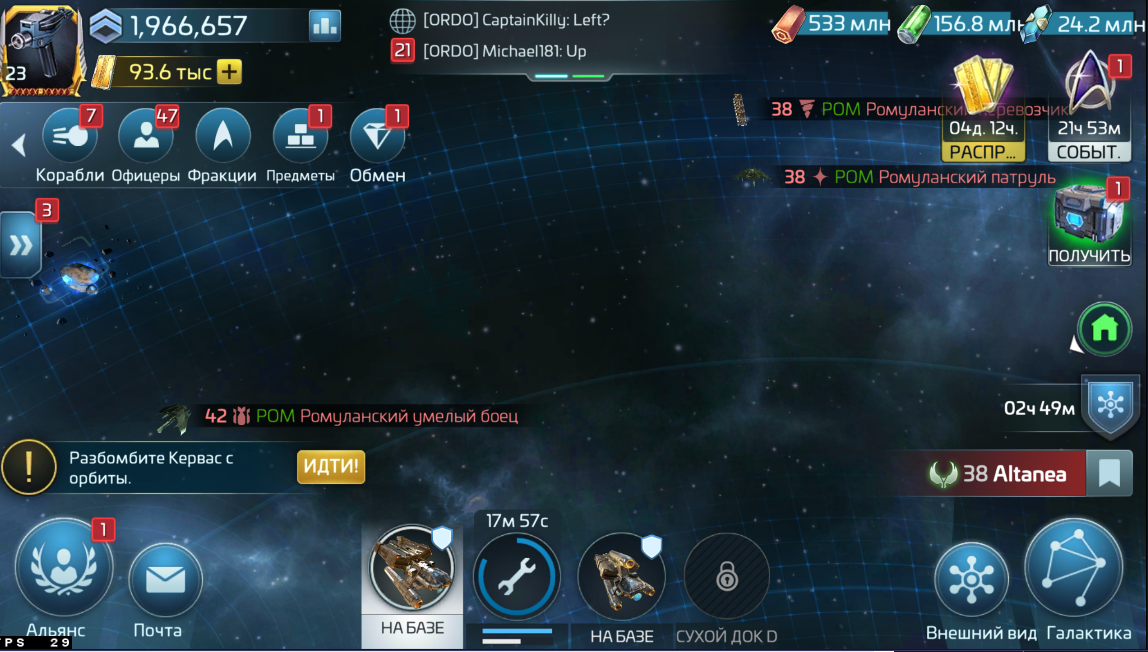 1,966,657
[ORDO] CaptainKilly: Left?
21 [ORDO] Michael181: Up
533 млн
156.8 млн
24.2 млн
23
93.6 тыс +
7
47
1
1
Корабли
Офицеры
Фракции
Предметы
Обмен
38 РОМ Ромуланский перевозчик
04д. 12ч.
РАСПР...
1
21ч 53м
СОБЫТ.
38 РОМ Ромуланский патруль
3
1
ПОЛУЧИТЬ
02ч 49м
42 РОМ Ромуланский умелый боец
!
Разбомбите Кервас с
орбиты.
ИДТИ!
38 Altanea
1
Альянс
Почта
НА БАЗЕ
17м 57с
НА БАЗЕ
СУХОЙ ДОК D
Внешний вид
Галактика
29